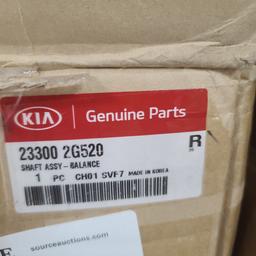 KIA
Genuine Parts
23300 2G520
R
SHAFT ASSY-BALANCE
1 PC CH01 SVF7 MADE IN KOREA
sourceauctions.com